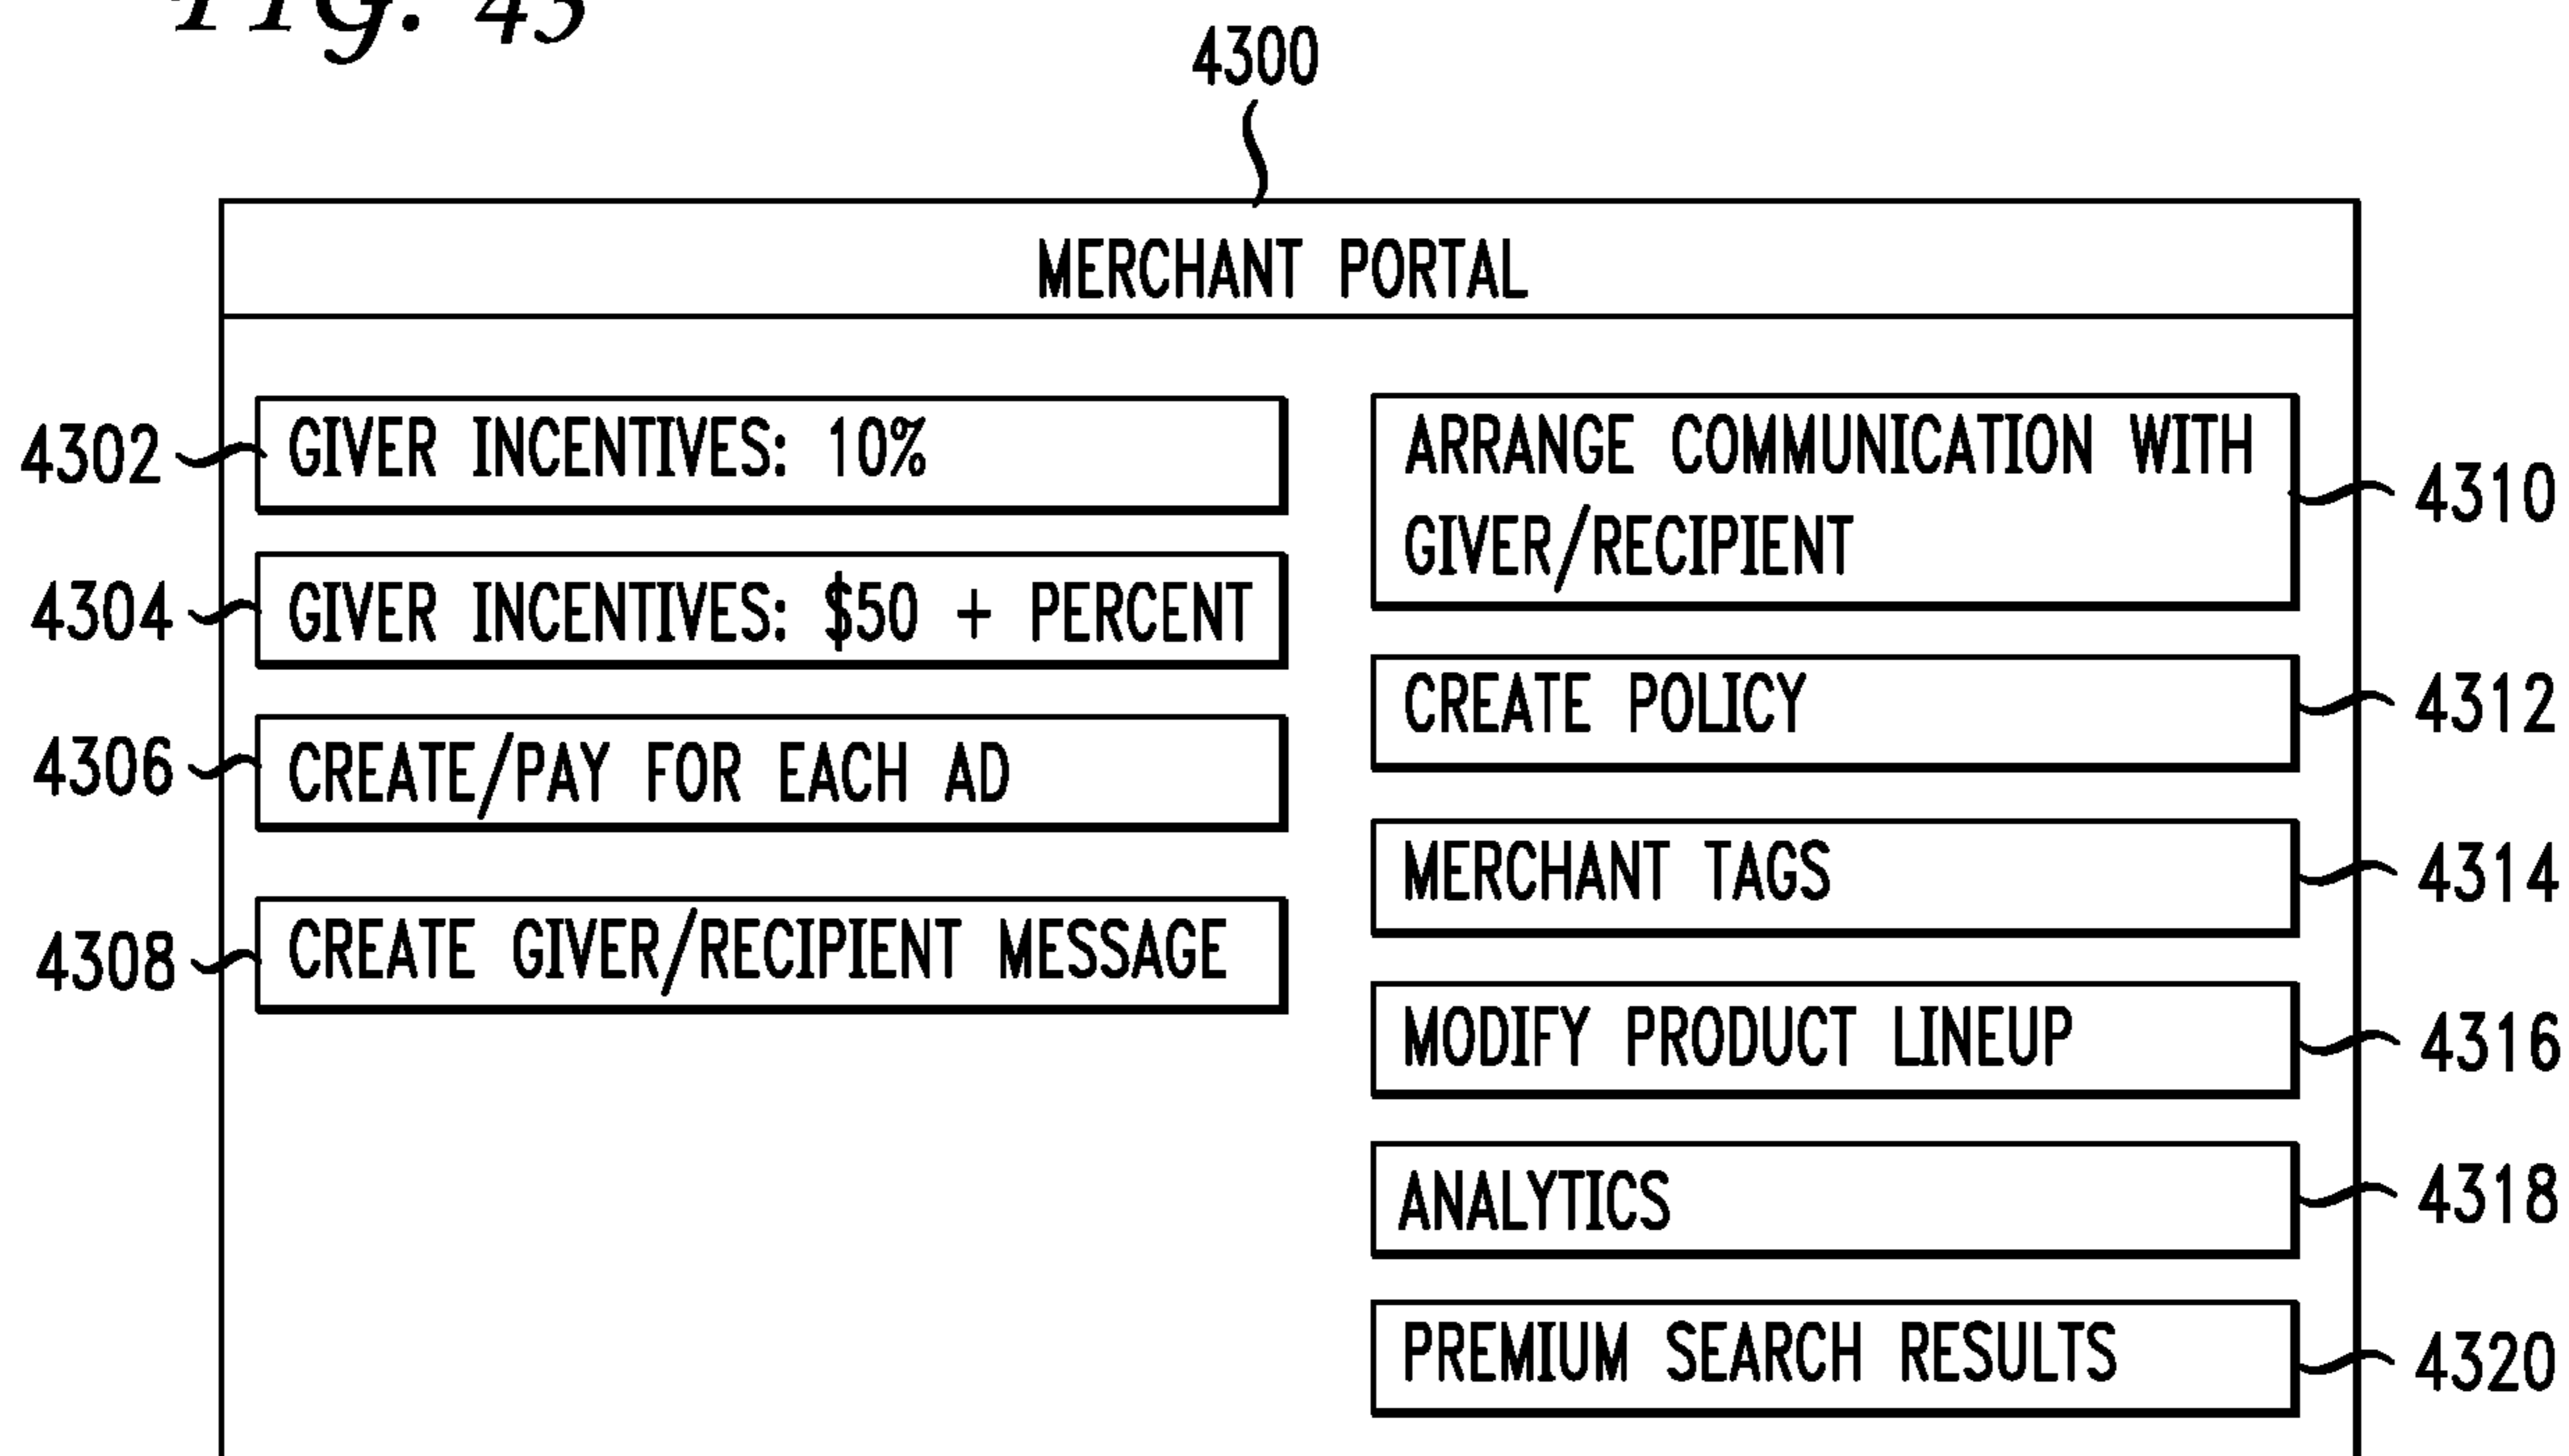 FIG. 43
4300
MERCHANT PORTAL
4302
GIVER INCENTIVES: 10%
4304
GIVER INCENTIVES: $50 + PERCENT
4306
CREATE/PAY FOR EACH AD
4308
CREATE GIVER/RECIPIENT MESSAGE
ARRANGE COMMUNICATION WITH
GIVER/RECIPIENT
4310
CREATE POLICY
4312
MERCHANT TAGS
4314
MODIFY PRODUCT LINEUP
4316
ANALYTICS
4318
PREMIUM SEARCH RESULTS
4320